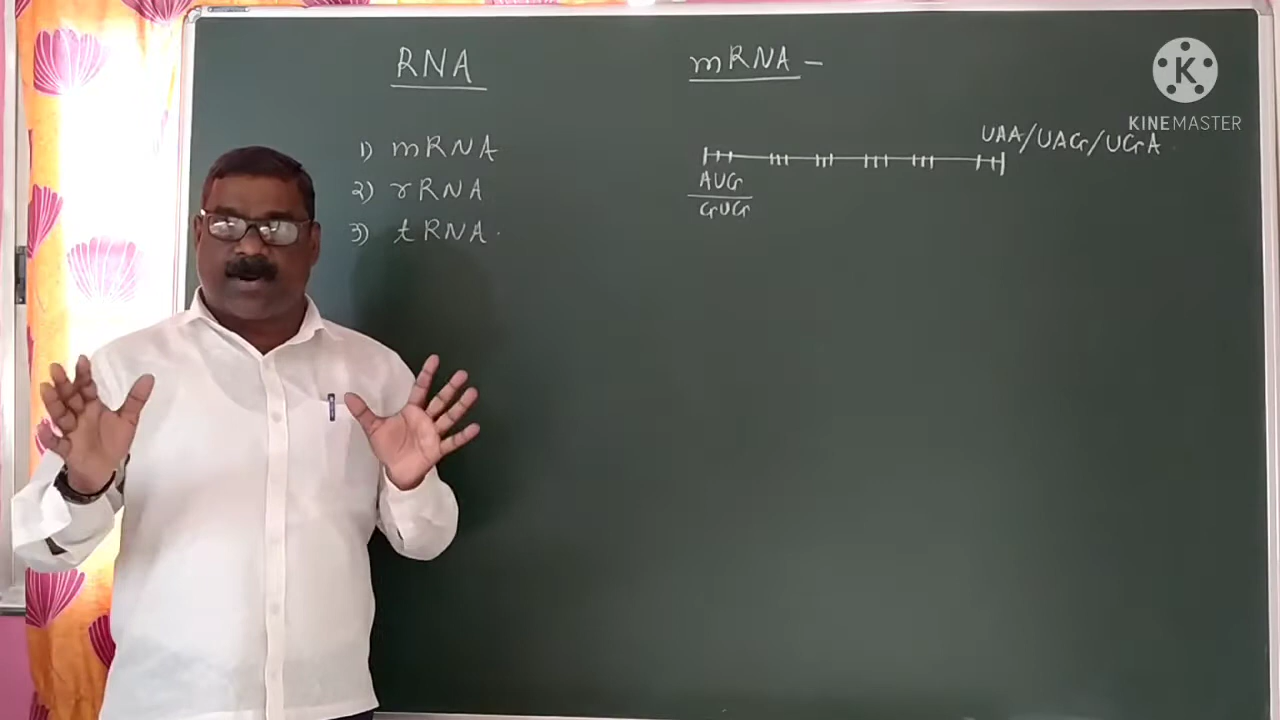 RNA
1) mRNA
2) rRNA
3) tRNA.
mRNA –
UAA/UAG/UGA
AUG
GUG
K
KINEMASTER